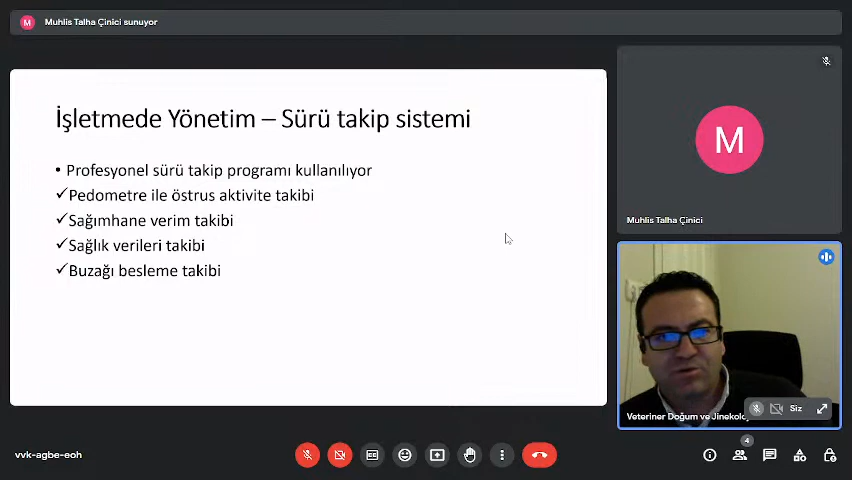 M
Muhlis Talha Çinici sunuyor
İşletmede Yönetim – Sürü takip sistemi
• Profesyonel sürü takip programı kullanılıyor
✓Pedometre ile östrus aktivite takibi
✓Sağımhane verim takibi
✓Sağlık verileri takibi
✓Buzağı besleme takibi
M
Muhlis Talha Çinici
Veteriner Doğum ve Jinekoloj
Siz
vvk-agbe-eoh
4